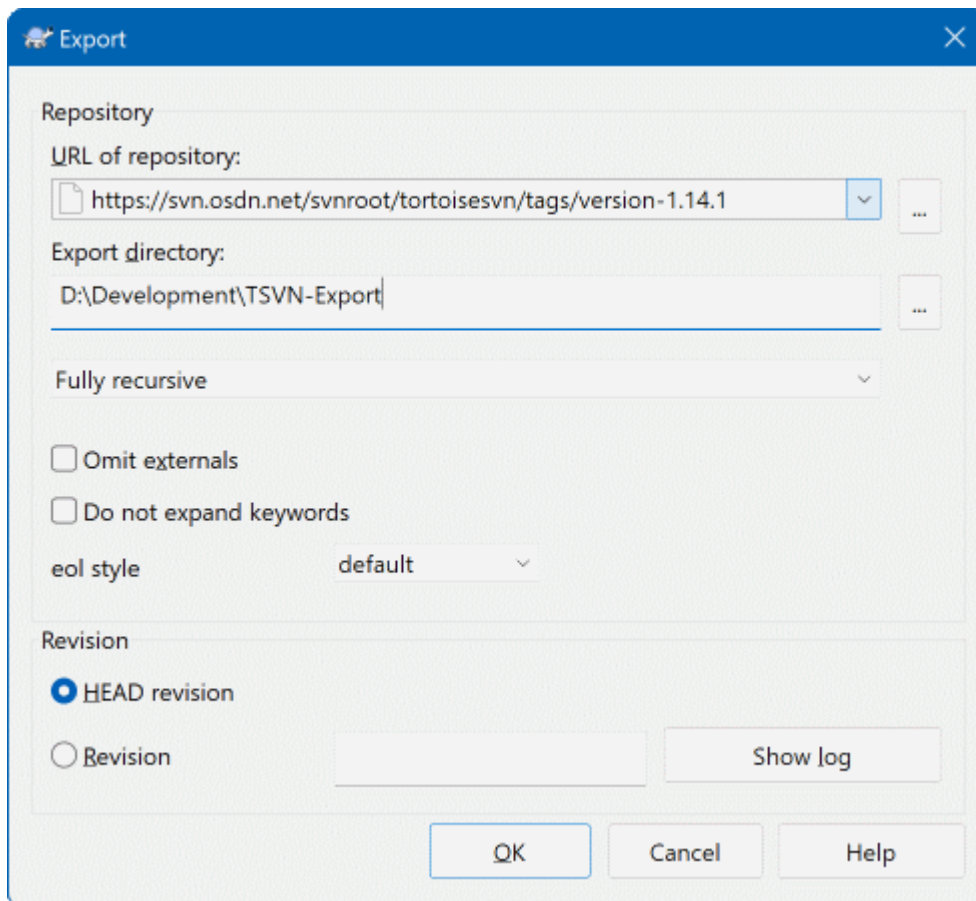 Export
Repository
URL of repository:
https://svn.osdn.net/svnroot/tortoisesvn/tags/version-1.14.1
...
Export directory:
D:\Development\TSVN-Export
...
Fully recursive
Omit externals
Do not expand keywords
eol style default
Revision
HEAD revision
Revision Show log
OK Cancel Help